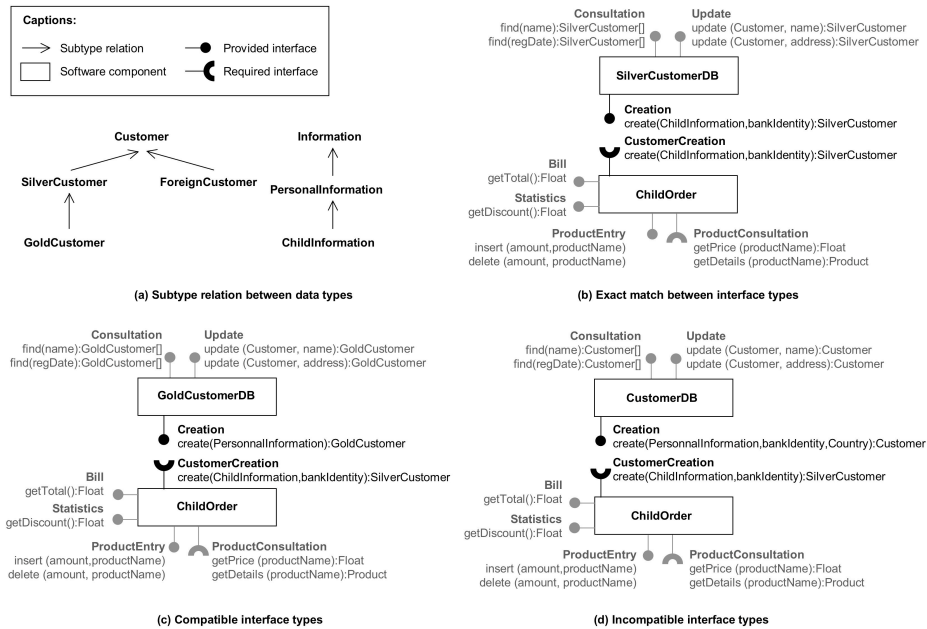 Captions:
Subtype relation
Provided interface
Software component
Required interface
Customer
Information
SilverCustomer
ForeignCustomer
PersonalInformation
GoldCustomer
ChildInformation
(a) Subtype relation between data types
Consultation
find(name):SilverCustomer[]
find(regDate):SilverCustomer[]
Update
update (Customer, name):SilverCustomer
update (Customer, address):SilverCustomer
SilverCustomerDB
Creation
create(ChildInformation,bankIdentity):SilverCustomer
CustomerCreation
create(ChildInformation,bankIdentity):SilverCustomer
Bill
getTotal():Float
Statistics
getDiscount():Float
ChildOrder
ProductEntry
insert (amount,productName)
delete (amount, productName)
ProductConsultation
getPrice (productName):Float
getDetails (productName):Product
(b) Exact match between interface types
Consultation
find(name):GoldCustomer[]
find(regDate):GoldCustomer[]
Update
update (Customer, name):GoldCustomer
update (Customer, address):GoldCustomer
GoldCustomerDB
Creation
create(PersonnalInformation):GoldCustomer
CustomerCreation
create(ChildInformation,bankIdentity):SilverCustomer
Bill
getTotal():Float
Statistics
getDiscount():Float
ChildOrder
ProductEntry
insert (amount,productName)
delete (amount, productName)
ProductConsultation
getPrice (productName):Float
getDetails (productName):Product
(c) Compatible interface types
Consultation
find(name):Customer[]
find(regDate):Customer[]
Update
update (Customer, name):Customer
update (Customer, address):Customer
CustomerDB
Creation
create(PersonnalInformation,bankIdentity,Country):Customer
CustomerCreation
create(ChildInformation,bankIdentity):SilverCustomer
Bill
getTotal():Float
Statistics
getDiscount():Float
ChildOrder
ProductEntry
insert (amount,productName)
delete (amount, productName)
ProductConsultation
getPrice (productName):Float
getDetails (productName):Product
(d) Incompatible interface types